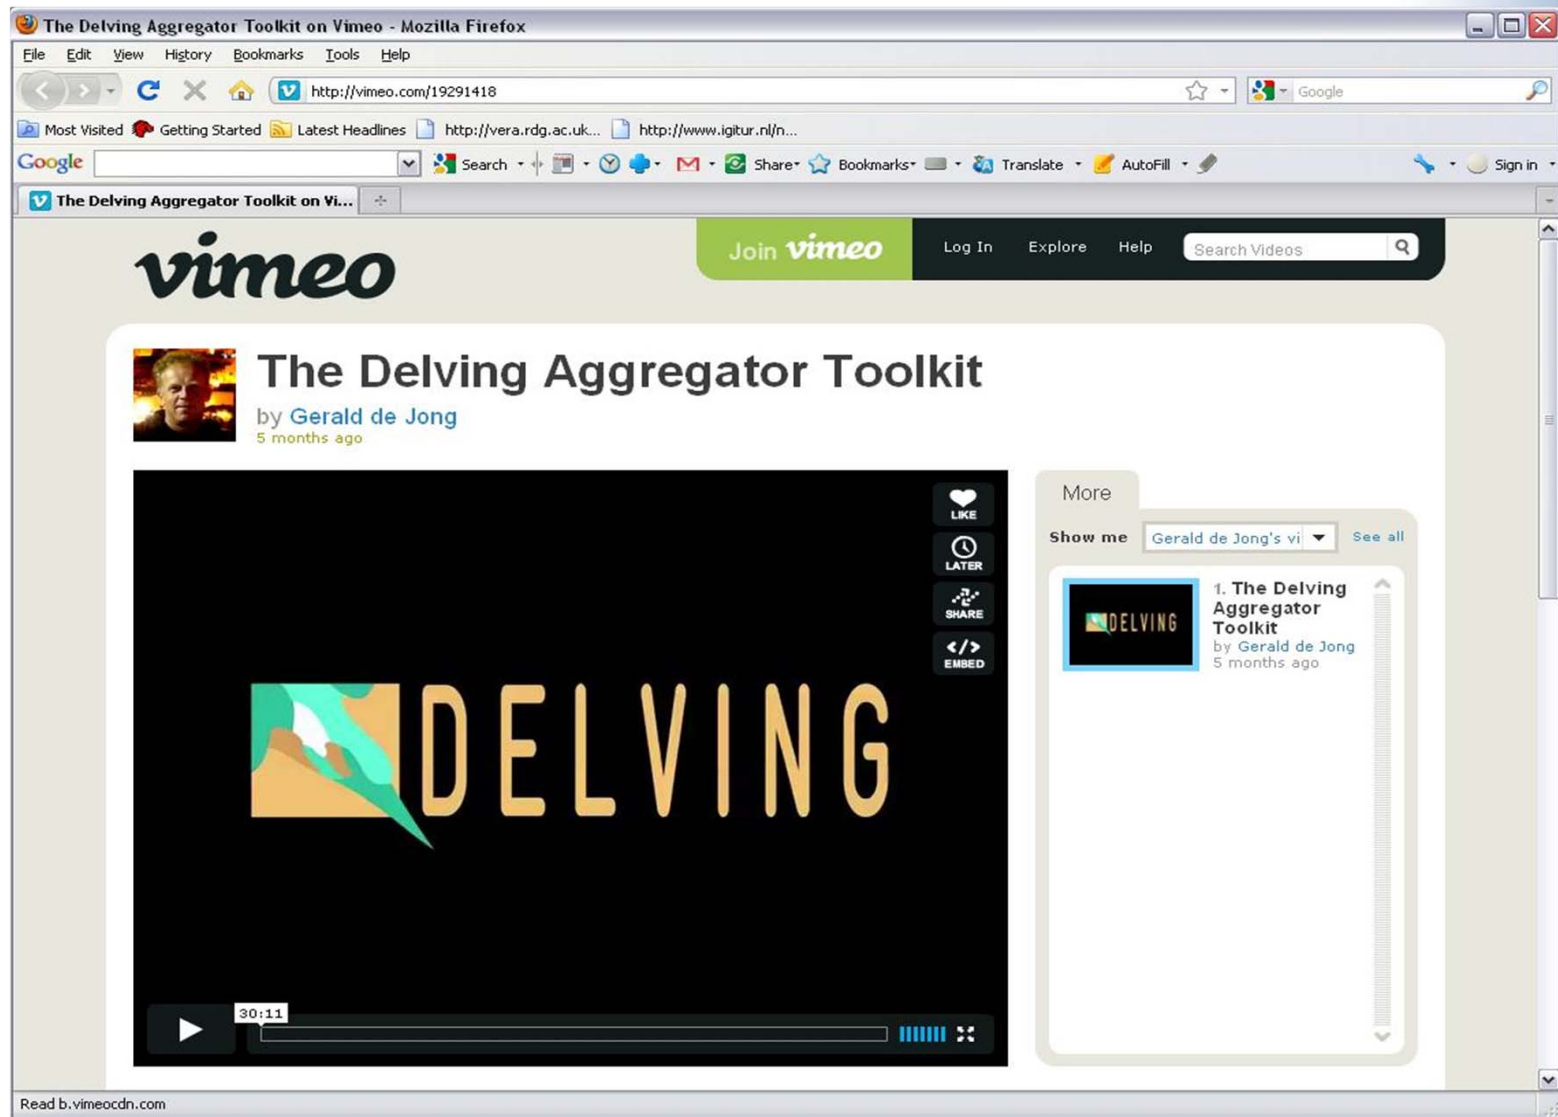 The Delving Aggregator Toolkit on Vimeo - Mozilla Firefox
File Edit View History Bookmarks Tools Help
http://vimeo.com/19291418 Google
Most Visited Getting Started Latest Headlines http://vera.rdg.ac.uk... http://www.igitur.nl/n...
Google Search Share Bookmarks Translate AutoFill Sign in
The Delving Aggregator Toolkit on Vi...
vimeo
Join vimeo Log In Explore Help Search Videos
The Delving Aggregator Toolkit
by Gerald de Jong
5 months ago
LIKE
LATER
SHARE
</>
EMBED
DELVING
30:11
More
Show me Gerald de Jong's vi See all
DELVING
1. The Delving
Aggregator
Toolkit
by Gerald de Jong
5 months ago
Read b.vimeocdn.com